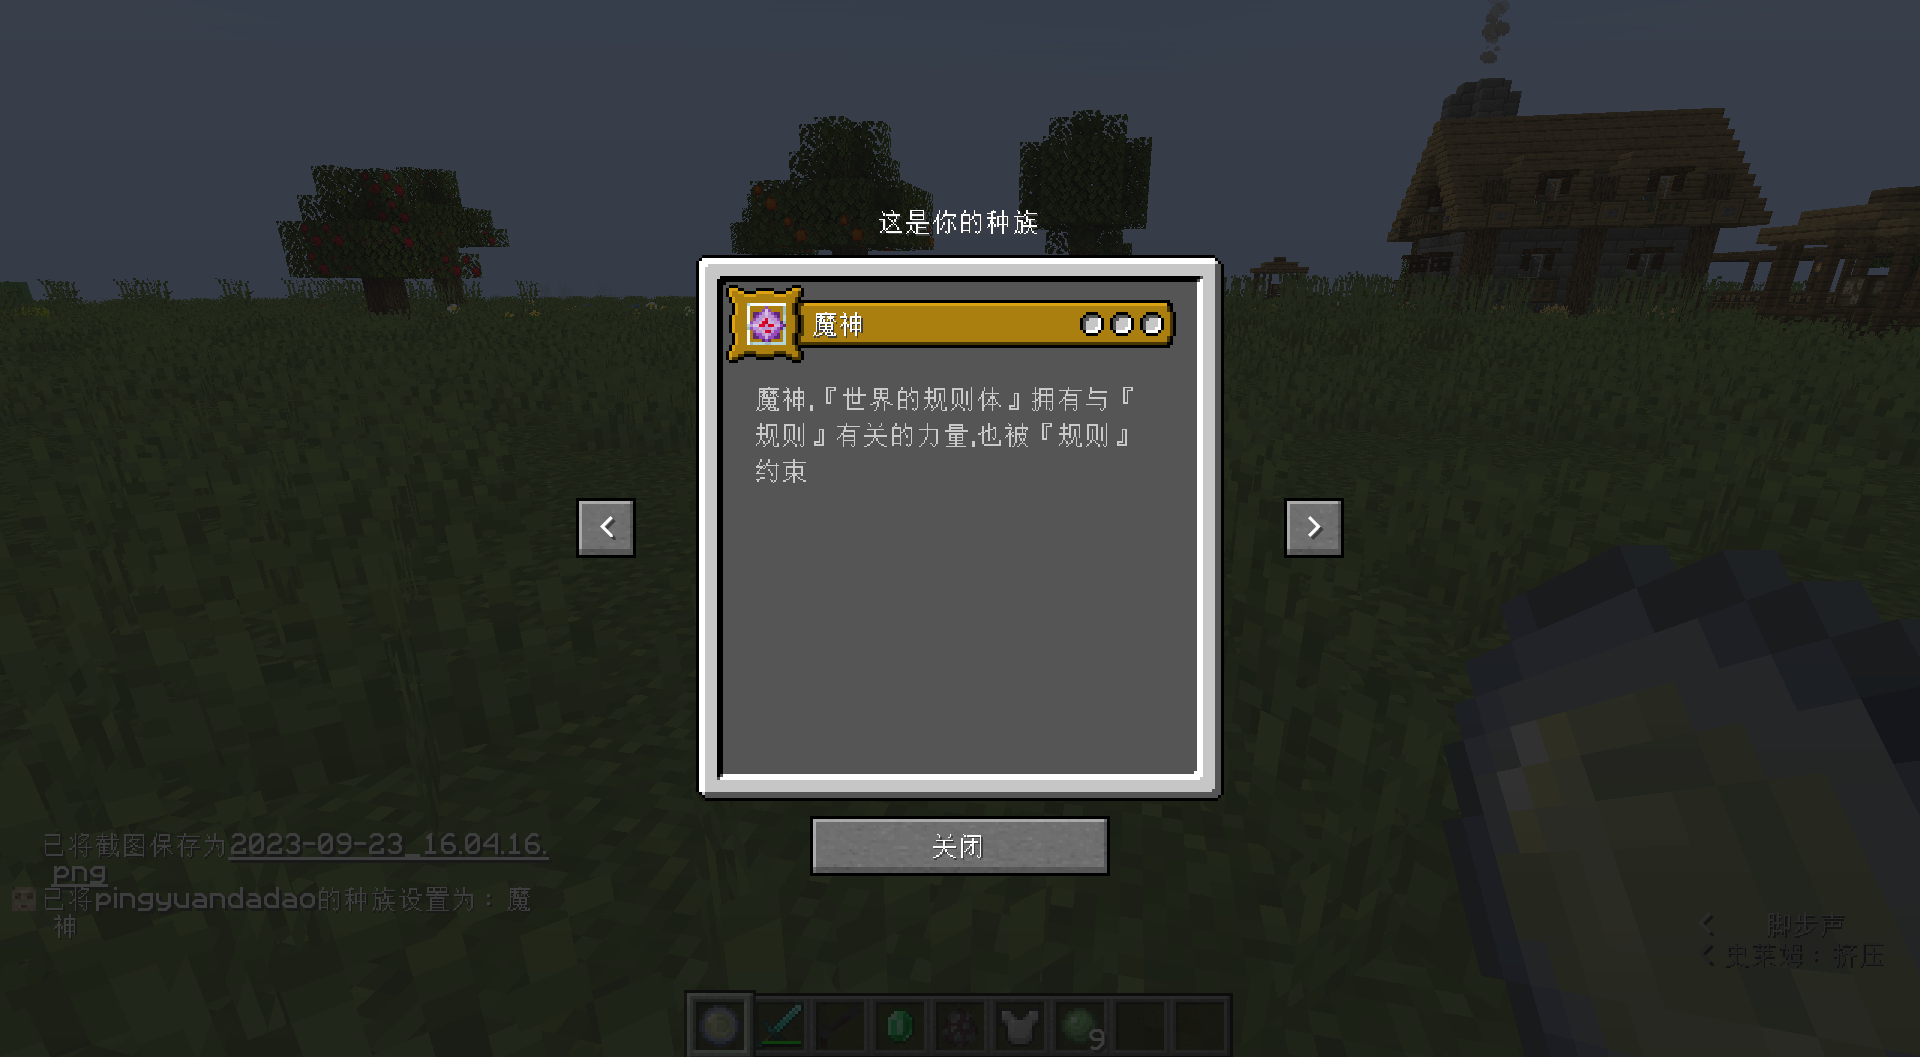 这是你的种族
魔神
魔神,『世界的规则体』拥有与『
规则』有关的力量,也被『规则』
约束
关闭
已将截图保存为2023-09-23_16.04.16.
png
已将pingyuandadao的种族设置为：魔
神
脚步声
史莱姆：挤压
9